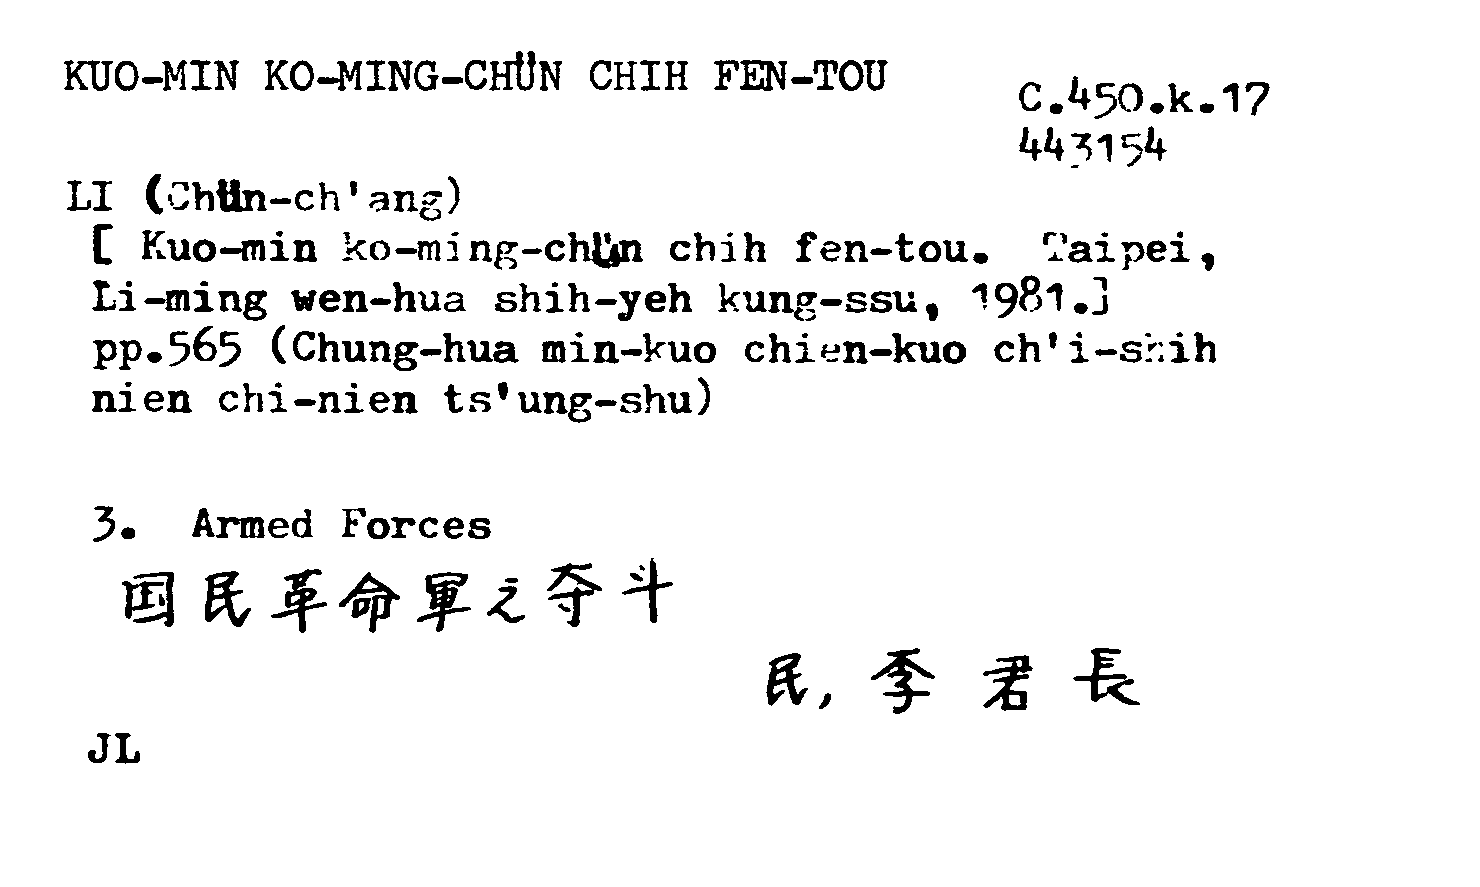 KUO-MIN KO-MING-CHÜN CHIH FEN-TOU
C.450.k.17
443154
LI (Chün-ch'ang)
[ Kuo-min ko-ming-chün chih fen-tou. Taipei,
Li-ming wen-hua shih-yeh kung-ssu, 1981.]
pp.565 (Chung-hua min-kuo chien-kuo ch'i-shih
nien chi-nien ts'ung-shu)
3. Armed Forces
国民革命軍之夺斗
民, 李君長
JL